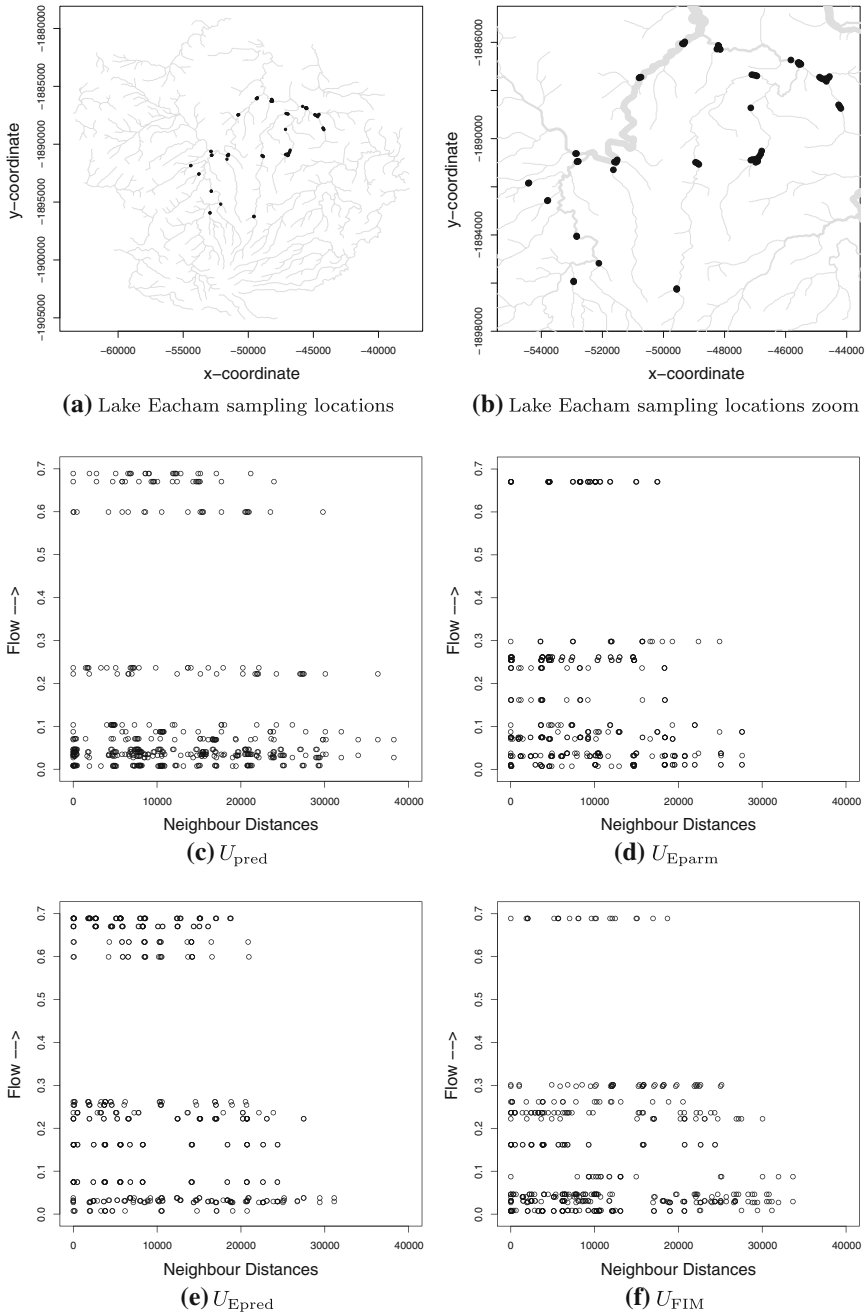 y−coordinate
−1905000 −1900000 −1895000 −1890000 −1885000 −1880000
−60000 −55000 −50000 −45000 −40000
x−coordinate
(a) Lake Eacham sampling locations
y−coordinate
−1898000 −1894000 −1890000 −1886000
−54000 −52000 −50000 −48000 −46000 −44000
x−coordinate
(b) Lake Eacham sampling locations zoom
Flow −−>
0.0 0.1 0.2 0.3 0.4 0.5 0.6 0.7
0 10000 20000 30000 40000
Neighbour Distances
(c) U_pred
Flow −−>
0.0 0.1 0.2 0.3 0.4 0.5 0.6 0.7
0 10000 20000 30000 40000
Neighbour Distances
(d) U_Eparm
Flow −−>
0.0 0.1 0.2 0.3 0.4 0.5 0.6 0.7
0 10000 20000 30000 40000
Neighbour Distances
(e) U_Epred
Flow −−>
0.0 0.1 0.2 0.3 0.4 0.5 0.6 0.7
0 10000 20000 30000 40000
Neighbour Distances
(f) U_FIM